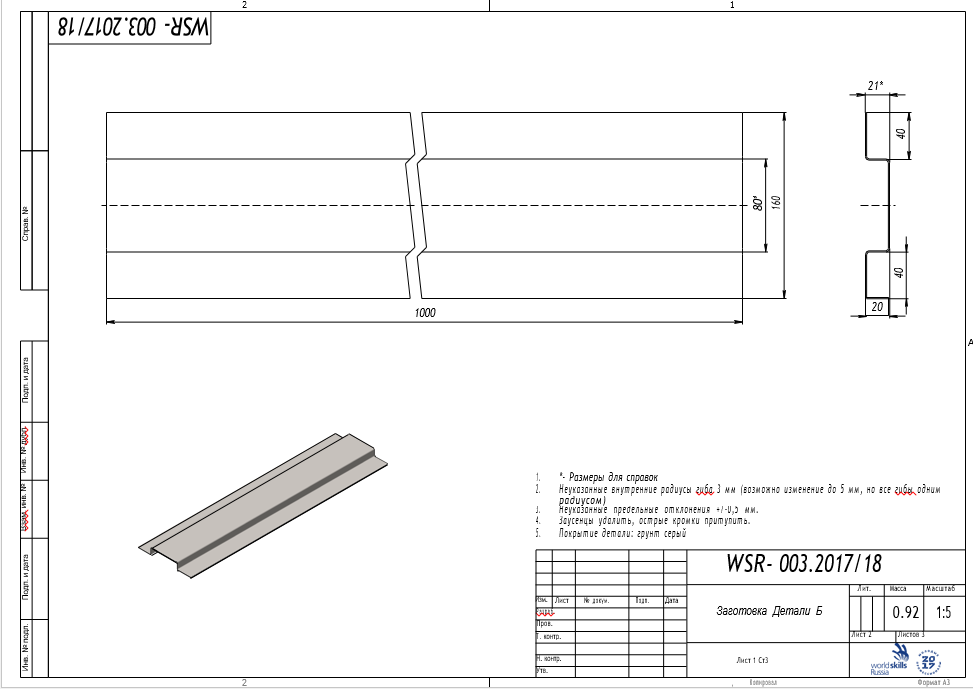 2
1
WSR- 003.2017/18
21*
40
80*
160
40
20
1000
Справ. №
Подп. и дата
Инв. № дубл.
Взам. инв. №
Подп. и дата
Инв. № подл.
A
1. *- Размеры для справок
2. Неуказанные внутренние радиусы гиба 3 мм (возможно изменение до 5 мм, но все гибы одним
радиусом)
3. Неуказанные предельные отклонения +/-0,5 мм.
4. Заусенцы удалить, острые кромки притупить.
5. Покрытие детали: грунт серый
WSR- 003.2017/18
Лит. Масса Масштаб
Изм. Лист № докум. Подп. Дата
Разраб.
Заготовка Детали Б
0.92 1:5
Пров.
Т. контр.
Лист 2 Листов 3
Н. контр.
Лист 1 Ст3
worldskills
Russia
2017
Утв.
2
Копировал
Формат А3